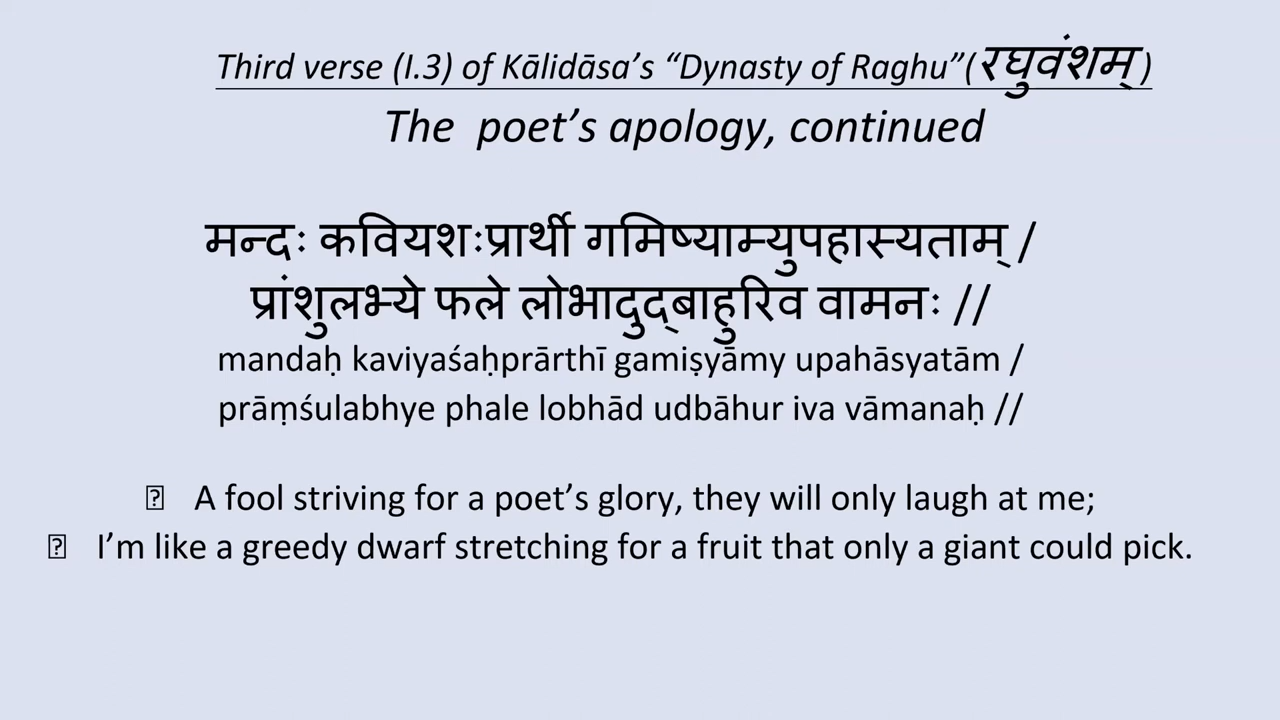 Third verse (I.3) of Kālidāsa’s “Dynasty of Raghu”(रघुवंशम् )
The poet’s apology, continued
मन्दः कवियशःप्रार्थी गमिष्याम्युपहास्यताम् /
प्रांशुलभ्ये फले लोभादुद्बाहुरिव वामनः //
mandaḥ kaviyaśaḥprārthī gamiṣyāmy upahāsyatām /
prāṃśulabhye phale lobhād udbāhur iva vāmanaḥ //
A fool striving for a poet’s glory, they will only laugh at me;
I’m like a greedy dwarf stretching for a fruit that only a giant could pick.